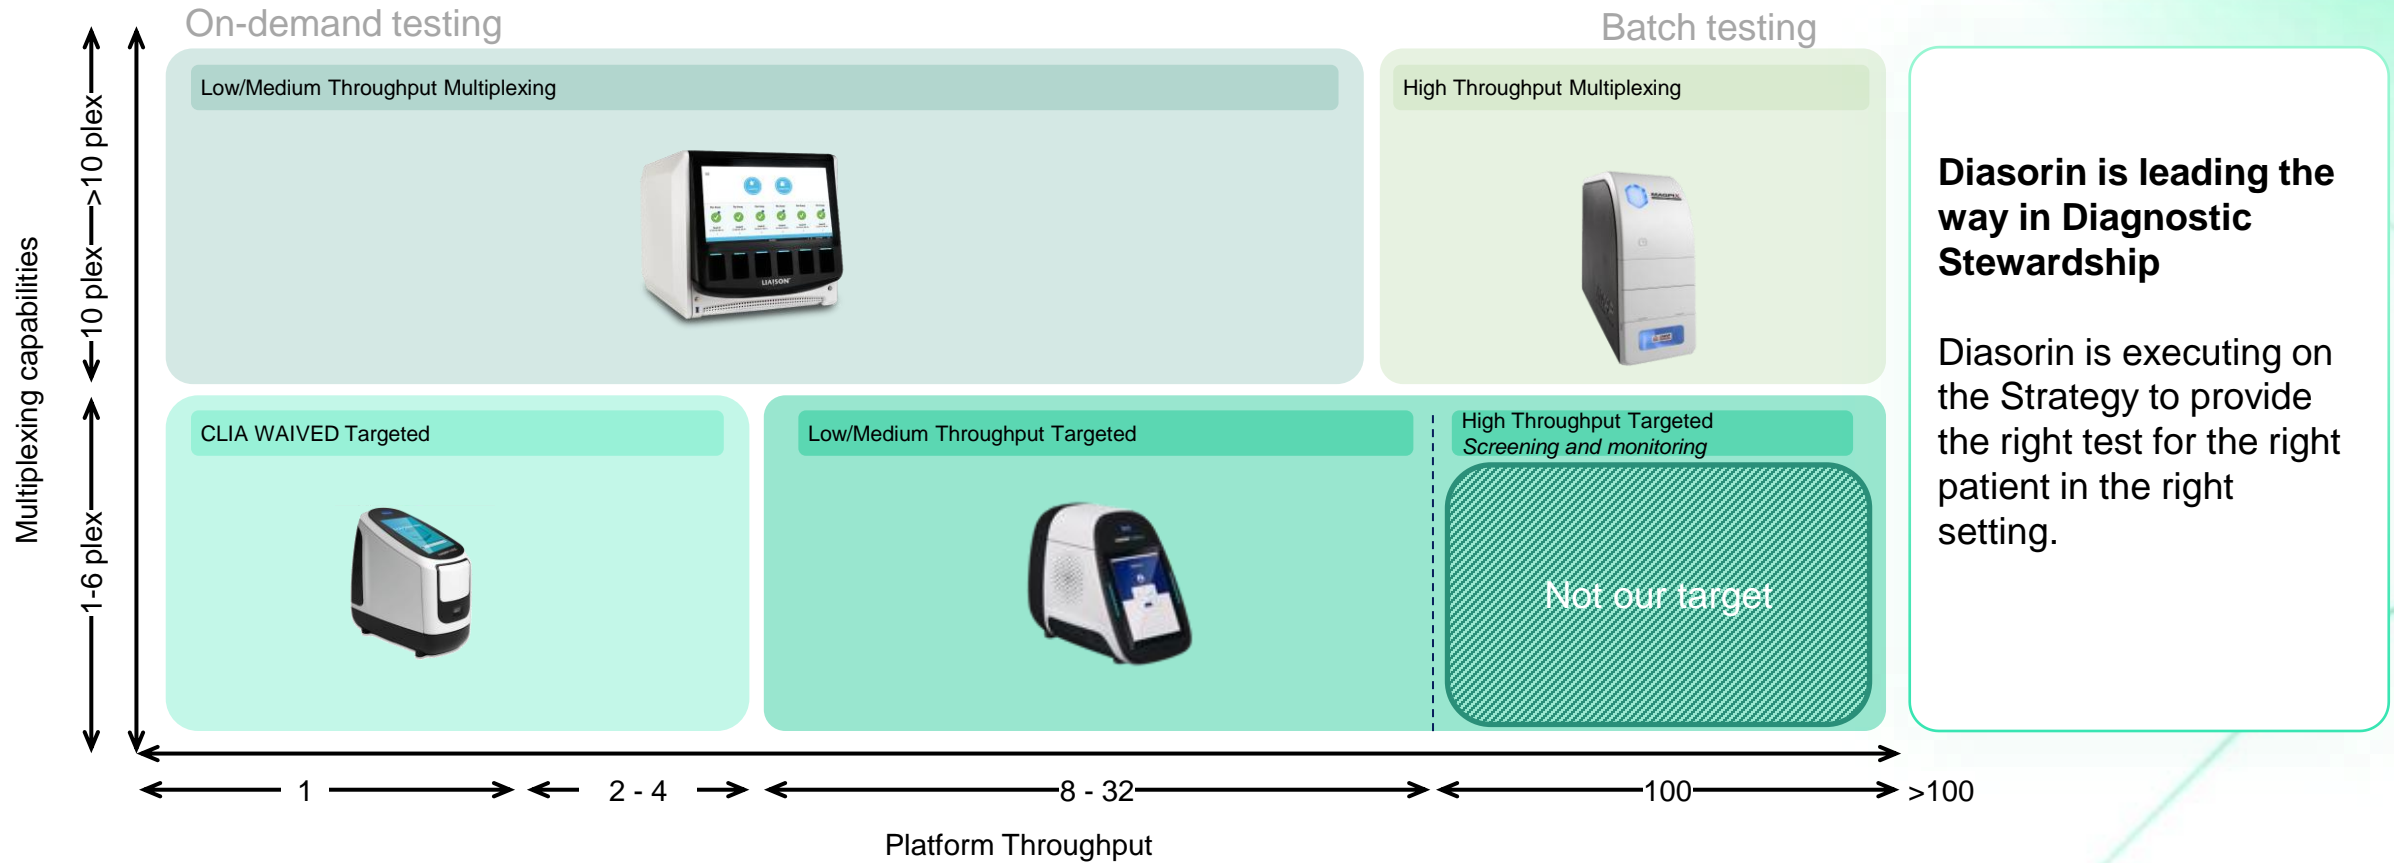 On-demand testing
Batch testing
Low/Medium Throughput Multiplexing
High Throughput Multiplexing
MAGPIX
LIAISON
CLIA WAIVED Targeted
Low/Medium Throughput Targeted
High Throughput Targeted
Screening and monitoring
Not our target
Multiplexing capabilities
>10 plex
10 plex
1-6 plex
1
2 - 4
8 - 32
100
>100
Platform Throughput
Diasorin is leading the
way in Diagnostic
Stewardship
Diasorin is executing on
the Strategy to provide
the right test for the right
patient in the right
setting.